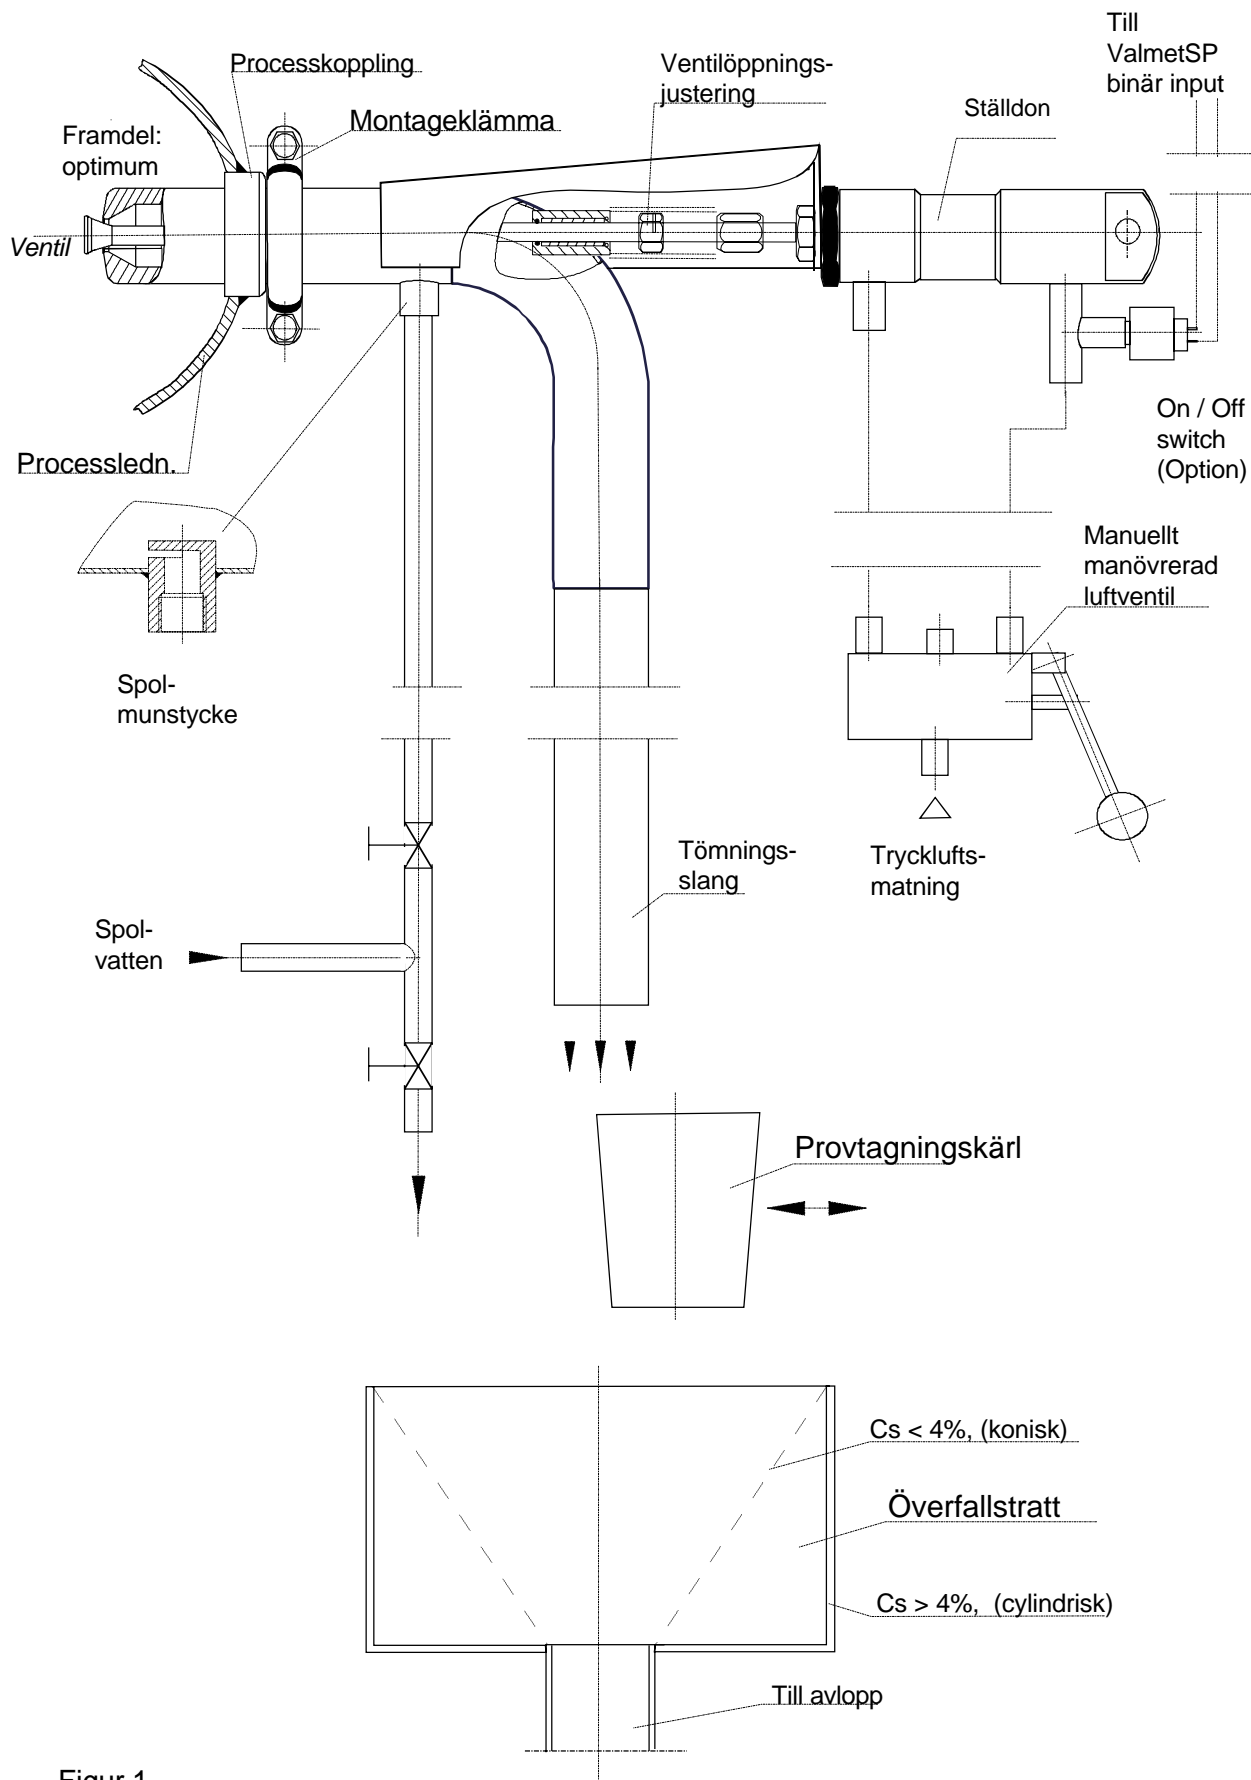 Till
ValmetSP
binär input
Processkoppling
Ventilöppnings-
justering
Ställdon
Montageklämma
Framdel:
optimum
Ventil
Processledn.
On / Off
switch
(Option)
Manuellt
manövrerad
luftventil
Spol-
munstycke
Tömnings-
slang
Trycklufts-
matning
Spol-
vatten
Provtagningskärl
Cs < 4%, (konisk)
Överfallstratt
Cs > 4%, (cylindrisk)
Till avlopp
Figur 1